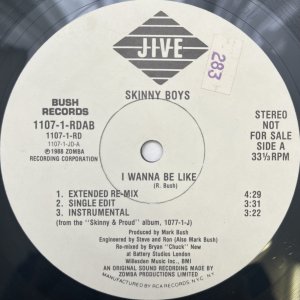 JIVE
283
SKINNY BOYS
BUSH
RECORDS
1107-1-RDAB
1107-1-RD
1107-1-JD-A
℗ 1988 ZOMBA
RECORDING CORPORATION
STEREO
NOT
FOR SALE
SIDE A
33⅓ RPM
I WANNA BE LIKE
(R. Bush)
1. EXTENDED RE-MIX 4:29
2. SINGLE EDIT 3:31
3. INSTRUMENTAL 3:22
(from the "Skinny & Proud" album, 1077-1-J)
Produced by Mark Bush
Engineered by Steve and Ron (Also Mark Bush)
Re-mixed by Bryan "Chuck" New
at Battery Studios London
Willesden Music Inc., BMI
AN ORIGINAL SOUND RECORDING MADE BY
ZOMBA PRODUCTIONS LIMITED
MANUFACTURED BY RCA RECORDS, N.Y.C., N.Y.